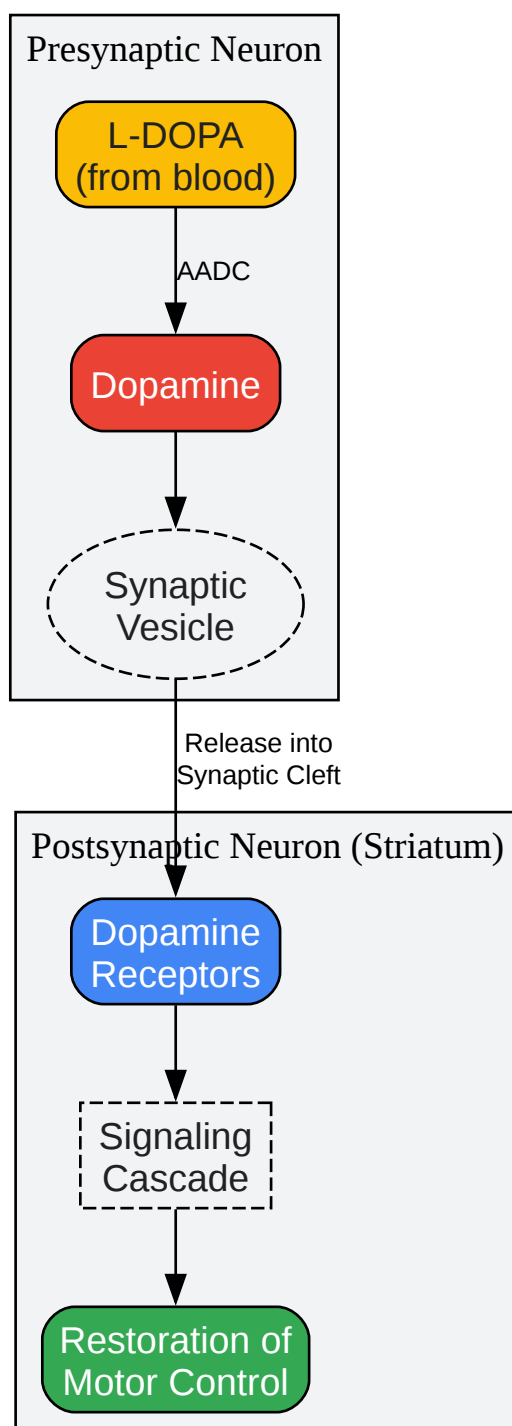 Presynaptic Neuron
L-DOPA
(from blood)
AADC
Dopamine
Synaptic
Vesicle
Release into
Synaptic Cleft
Postsynaptic Neuron (Striatum)
Dopamine
Receptors
Signaling
Cascade
Restoration of
Motor Control